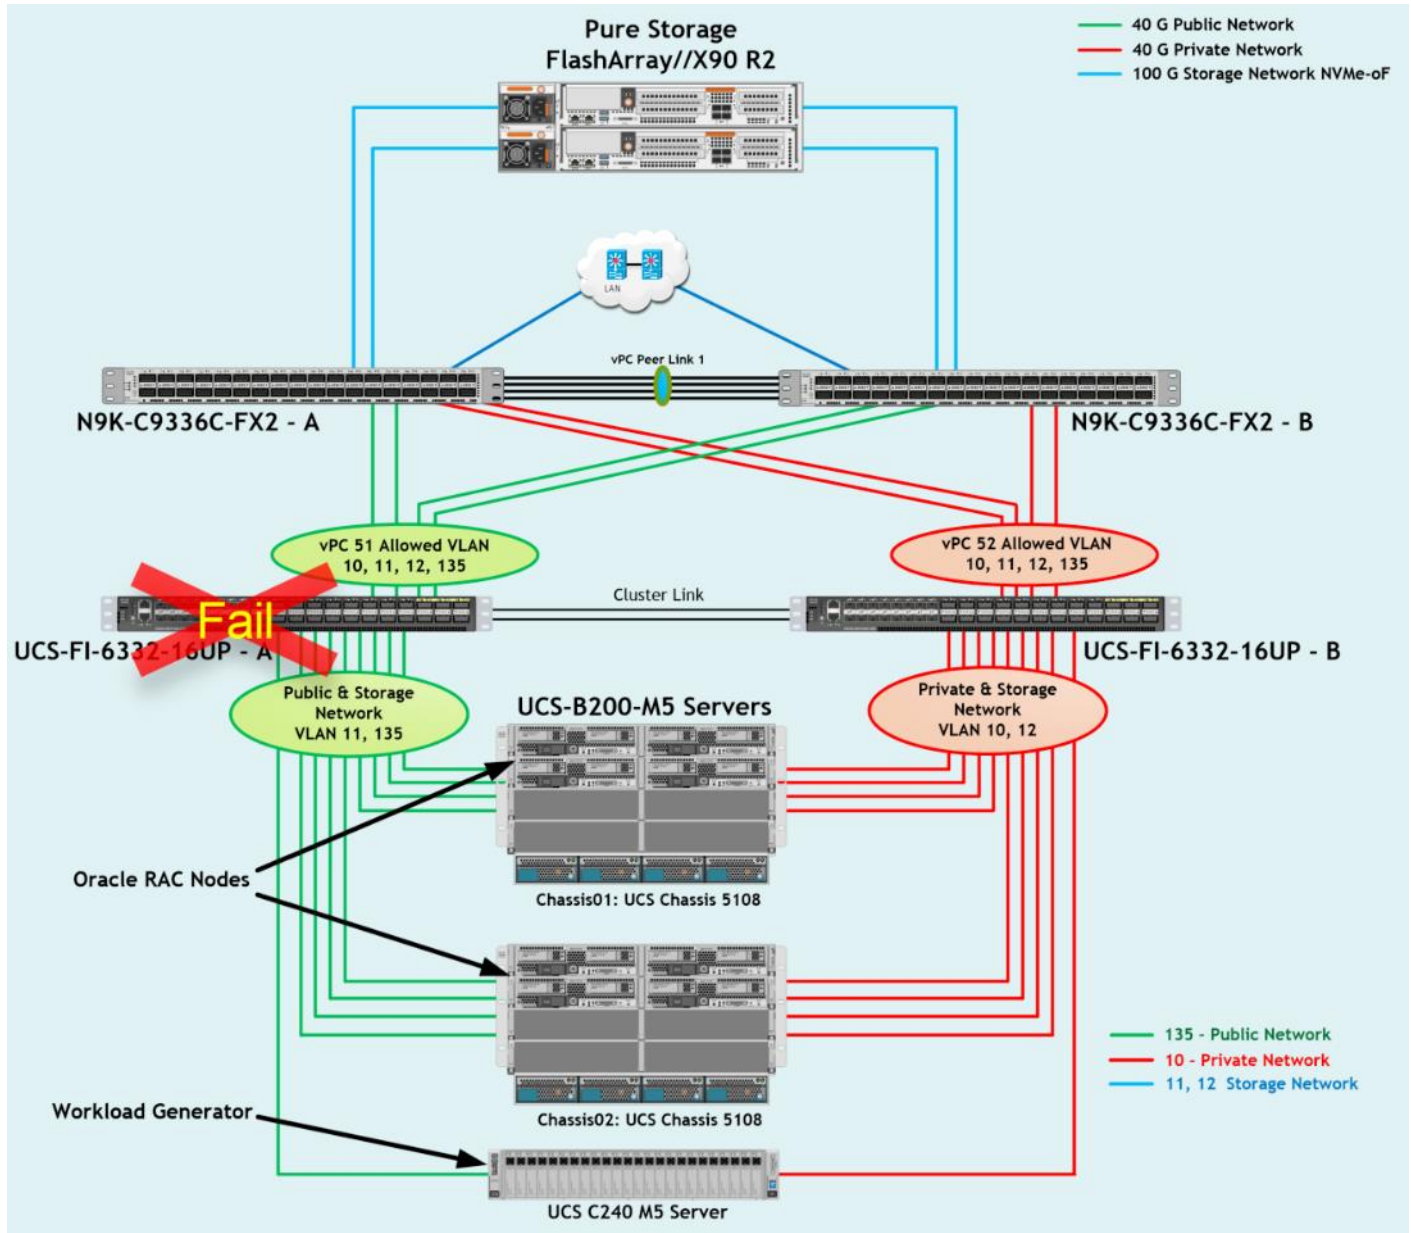 Pure Storage
FlashArray//X90 R2
40 G Public Network
40 G Private Network
100 G Storage Network NVMe-oF
LAN
vPC Peer Link 1
N9K-C9336C-FX2 - A
N9K-C9336C-FX2 - B
vPC 51 Allowed VLAN
10, 11, 12, 135
vPC 52 Allowed VLAN
10, 11, 12, 135
Fail
Cluster Link
UCS-FI-6332-16UP - A
UCS-FI-6332-16UP - B
Public & Storage
Network
VLAN 11, 135
Private & Storage
Network
VLAN 10, 12
UCS-B200-M5 Servers
Oracle RAC Nodes
Chassis01: UCS Chassis 5108
135 - Public Network
10 - Private Network
11, 12 Storage Network
Workload Generator
Chassis02: UCS Chassis 5108
UCS C240 M5 Server